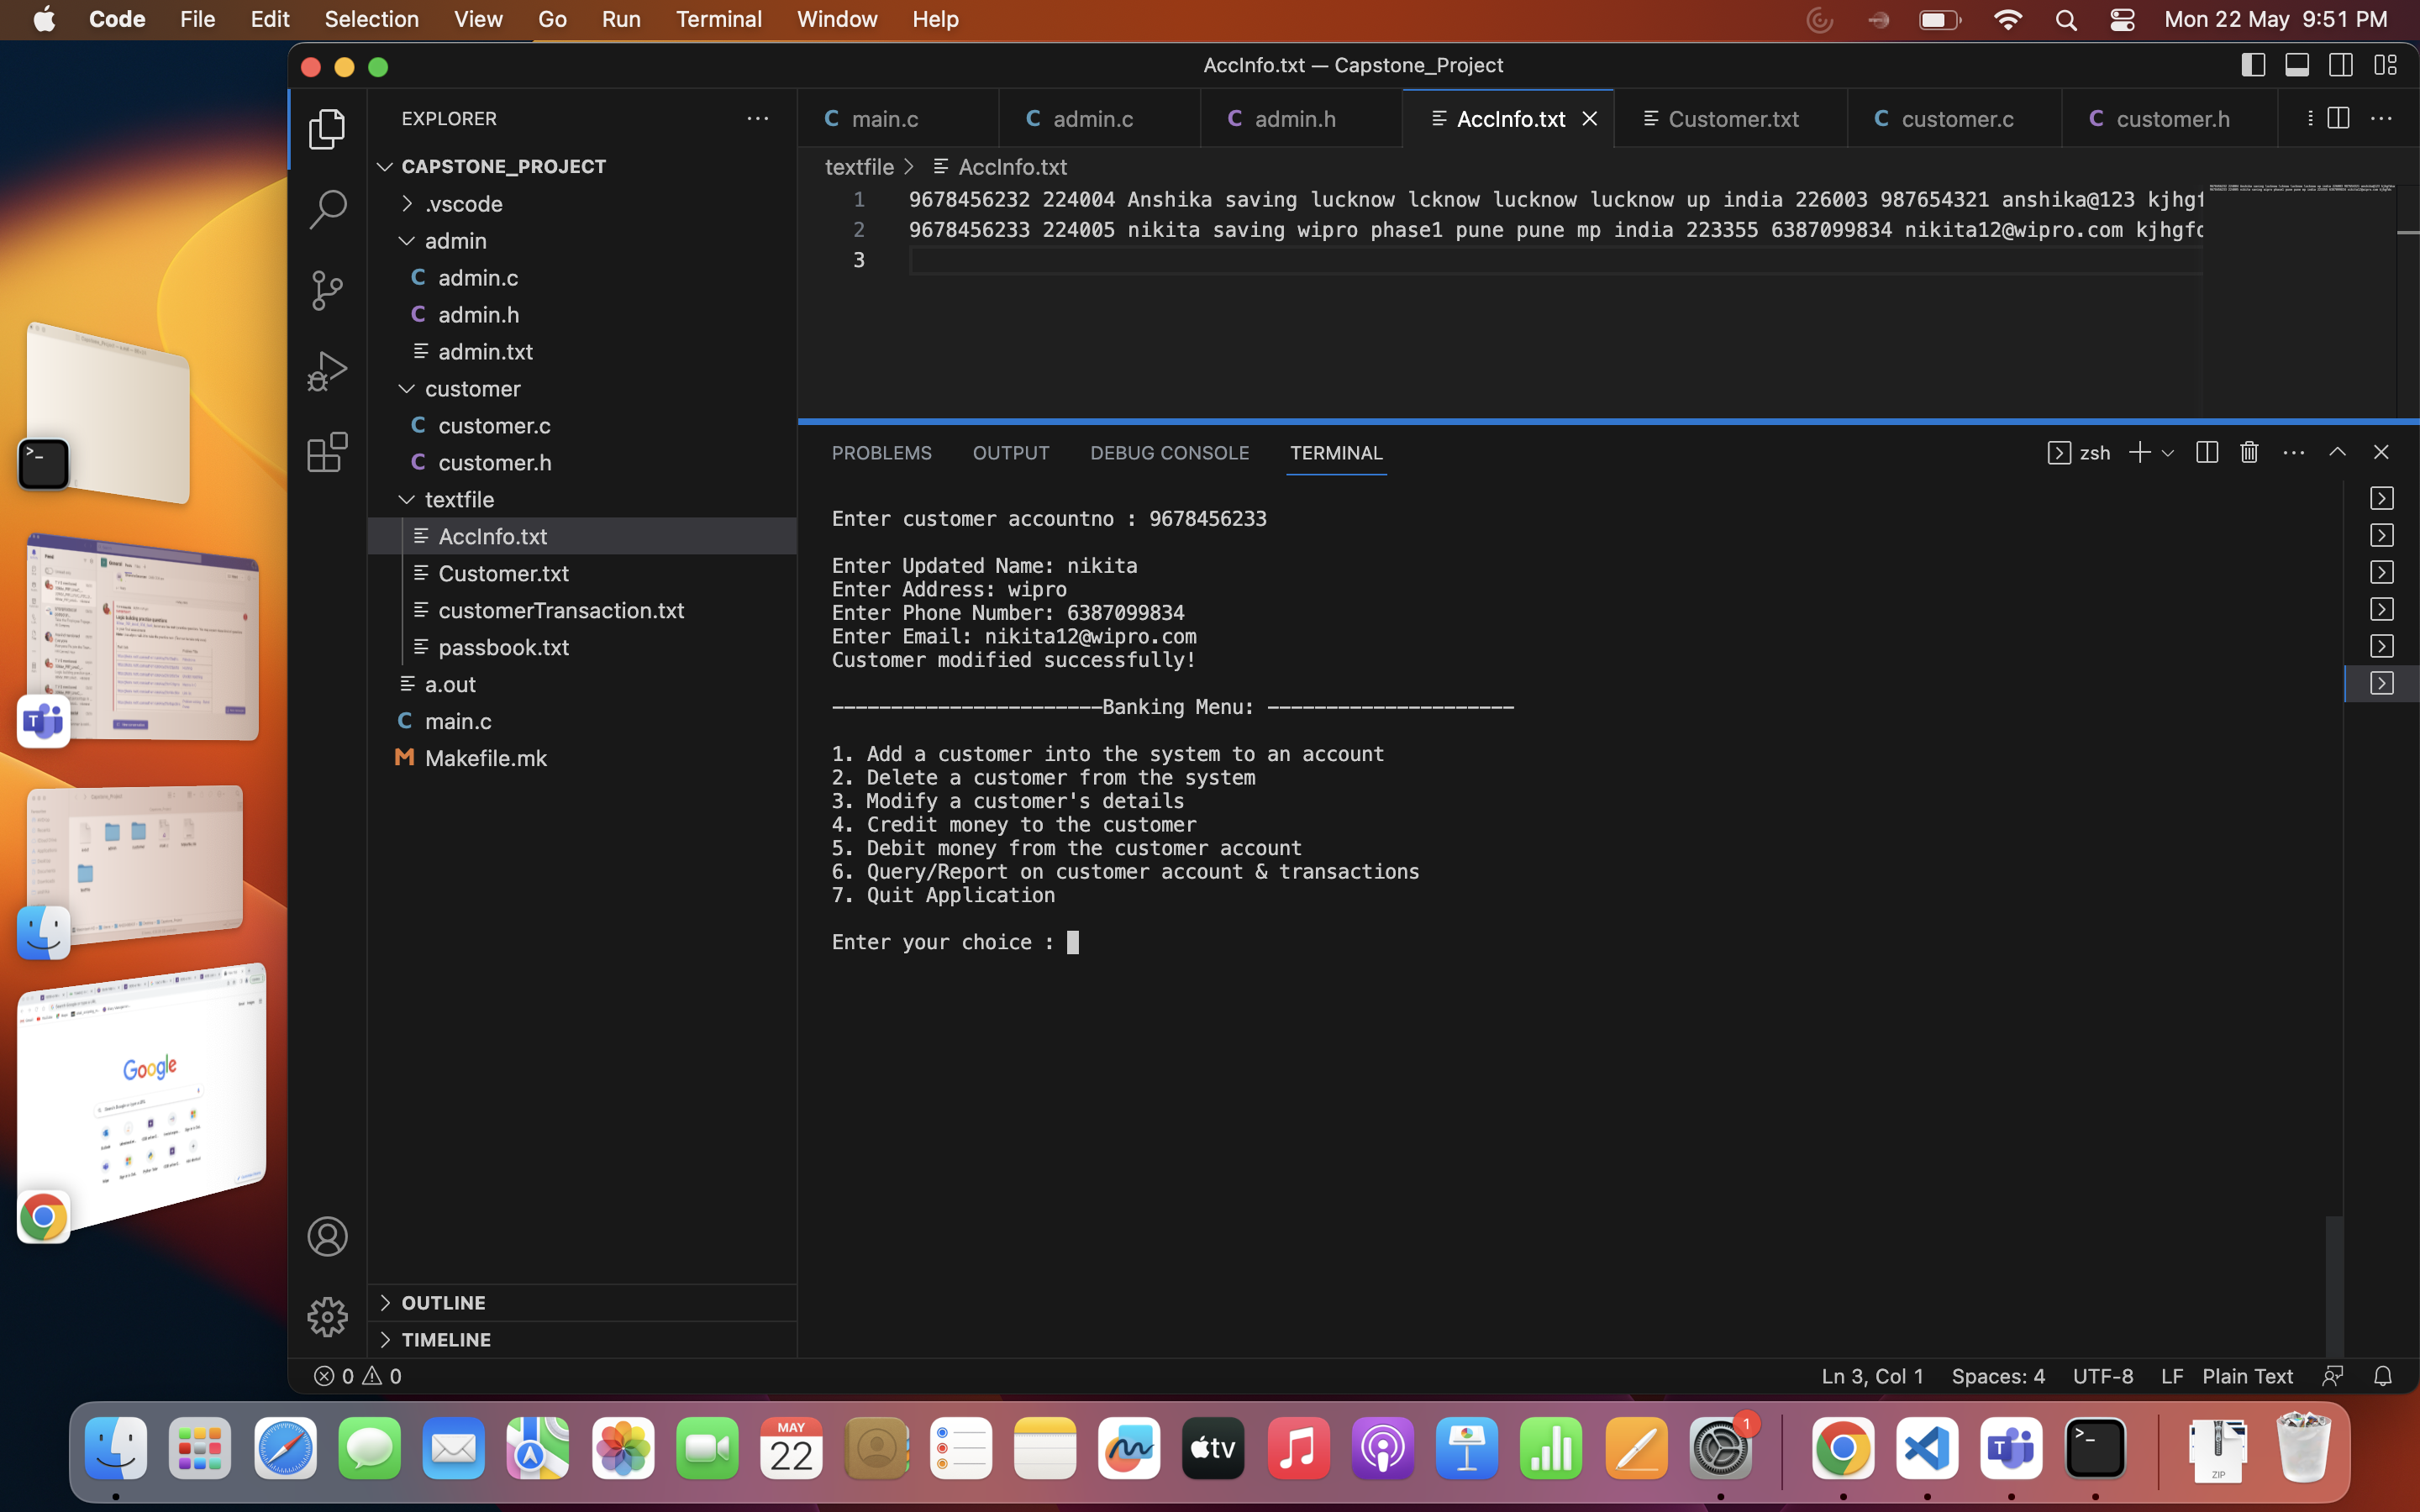 Code File Edit Selection View Go Run Terminal Window Help Mon 22 May 9:51 PM
AccInfo.txt — Capstone_Project
EXPLORER
CAPSTONE_PROJECT
.vscode
admin
admin.c
admin.h
admin.txt
customer
customer.c
customer.h
textfile
AccInfo.txt
Customer.txt
customerTransaction.txt
passbook.txt
a.out
main.c
Makefile.mk
OUTLINE
TIMELINE
main.c admin.c admin.h AccInfo.txt Customer.txt customer.c customer.h
textfile > AccInfo.txt
1 9678456232 224004 Anshika saving lucknow lcknow lucknow lucknow up india 226003 987654321 anshika@123 kjhgf
2 9678456233 224005 nikita saving wipro phase1 pune pune mp india 223355 6387099834 nikita12@wipro.com kjhgfd
3
PROBLEMS OUTPUT DEBUG CONSOLE TERMINAL zsh
Enter customer accountno : 9678456233
Enter Updated Name: nikita
Enter Address: wipro
Enter Phone Number: 6387099834
Enter Email: nikita12@wipro.com
Customer modified successfully!
-----------------------Banking Menu: ---------------------
1. Add a customer into the system to an account
2. Delete a customer from the system
3. Modify a customer's details
4. Credit money to the customer
5. Debit money from the customer account
6. Query/Report on customer account & transactions
7. Quit Application
Enter your choice :
0 0 Ln 3, Col 1 Spaces: 4 UTF-8 LF Plain Text
Google
MAY
22
tv
1
ZIP